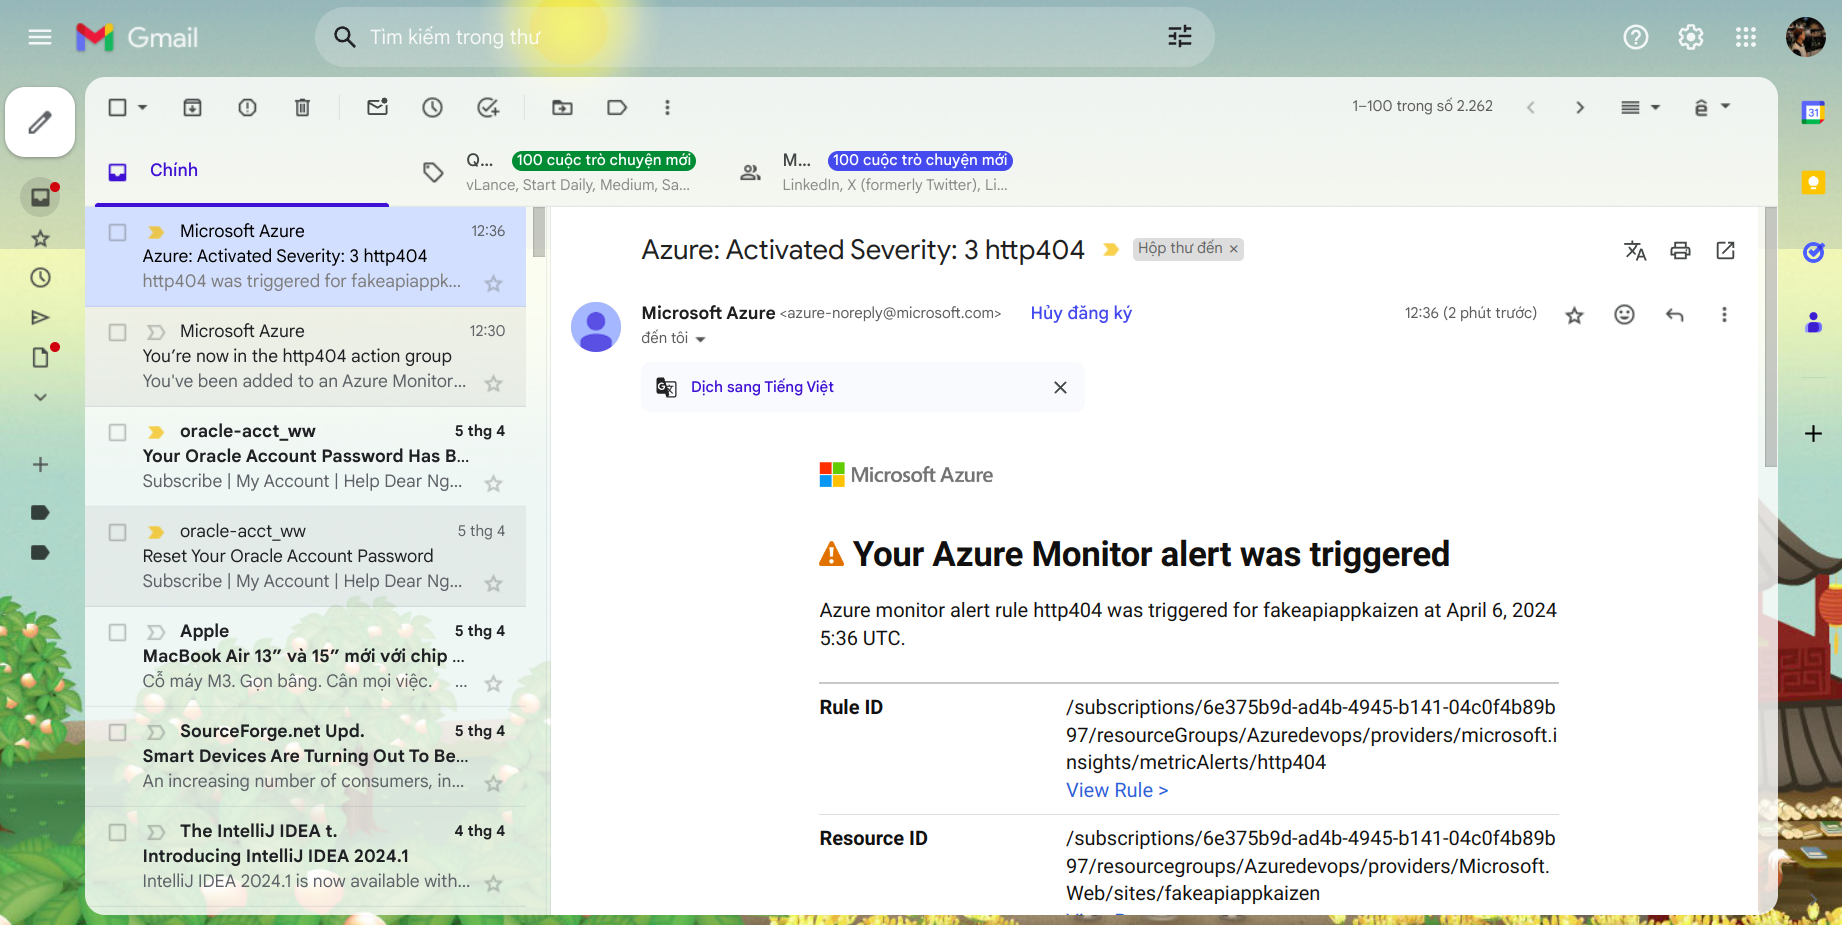 Gmail
Tìm kiếm trong thư
1–100 trong số 2.262
Chính
Q... 100 cuộc trò chuyện mới
vLance, Start Daily, Medium, Sa...
M... 100 cuộc trò chuyện mới
LinkedIn, X (formerly Twitter), Li...
Microsoft Azure 12:36
Azure: Activated Severity: 3 http404
http404 was triggered for fakeapiappk...
Microsoft Azure 12:30
You’re now in the http404 action group
You've been added to an Azure Monitor...
oracle-acct_ww 5 thg 4
Your Oracle Account Password Has B...
Subscribe | My Account | Help Dear Ng...
oracle-acct_ww 5 thg 4
Reset Your Oracle Account Password
Subscribe | My Account | Help Dear Ng...
Apple 5 thg 4
MacBook Air 13” và 15” mới với chip ...
Cỗ máy M3. Gọn bâng. Cân mọi việc. ...
SourceForge.net Upd. 5 thg 4
Smart Devices Are Turning Out To Be...
An increasing number of consumers, in...
The IntelliJ IDEA t. 4 thg 4
Introducing IntelliJ IDEA 2024.1
IntelliJ IDEA 2024.1 is now available with...
Azure: Activated Severity: 3 http404 Hộp thư đến ×
Microsoft Azure <azure-noreply@microsoft.com> Hủy đăng ký 12:36 (2 phút trước)
đến tôi
Dịch sang Tiếng Việt
Microsoft Azure
Your Azure Monitor alert was triggered
Azure monitor alert rule http404 was triggered for fakeapiappkaizen at April 6, 2024
5:36 UTC.
Rule ID /subscriptions/6e375b9d-ad4b-4945-b141-04c0f4b89b
97/resourceGroups/Azuredevops/providers/microsoft.i
nsights/metricAlerts/http404
View Rule >
Resource ID /subscriptions/6e375b9d-ad4b-4945-b141-04c0f4b89b
97/resourcegroups/Azuredevops/providers/Microsoft.
Web/sites/fakeapiappkaizen
31